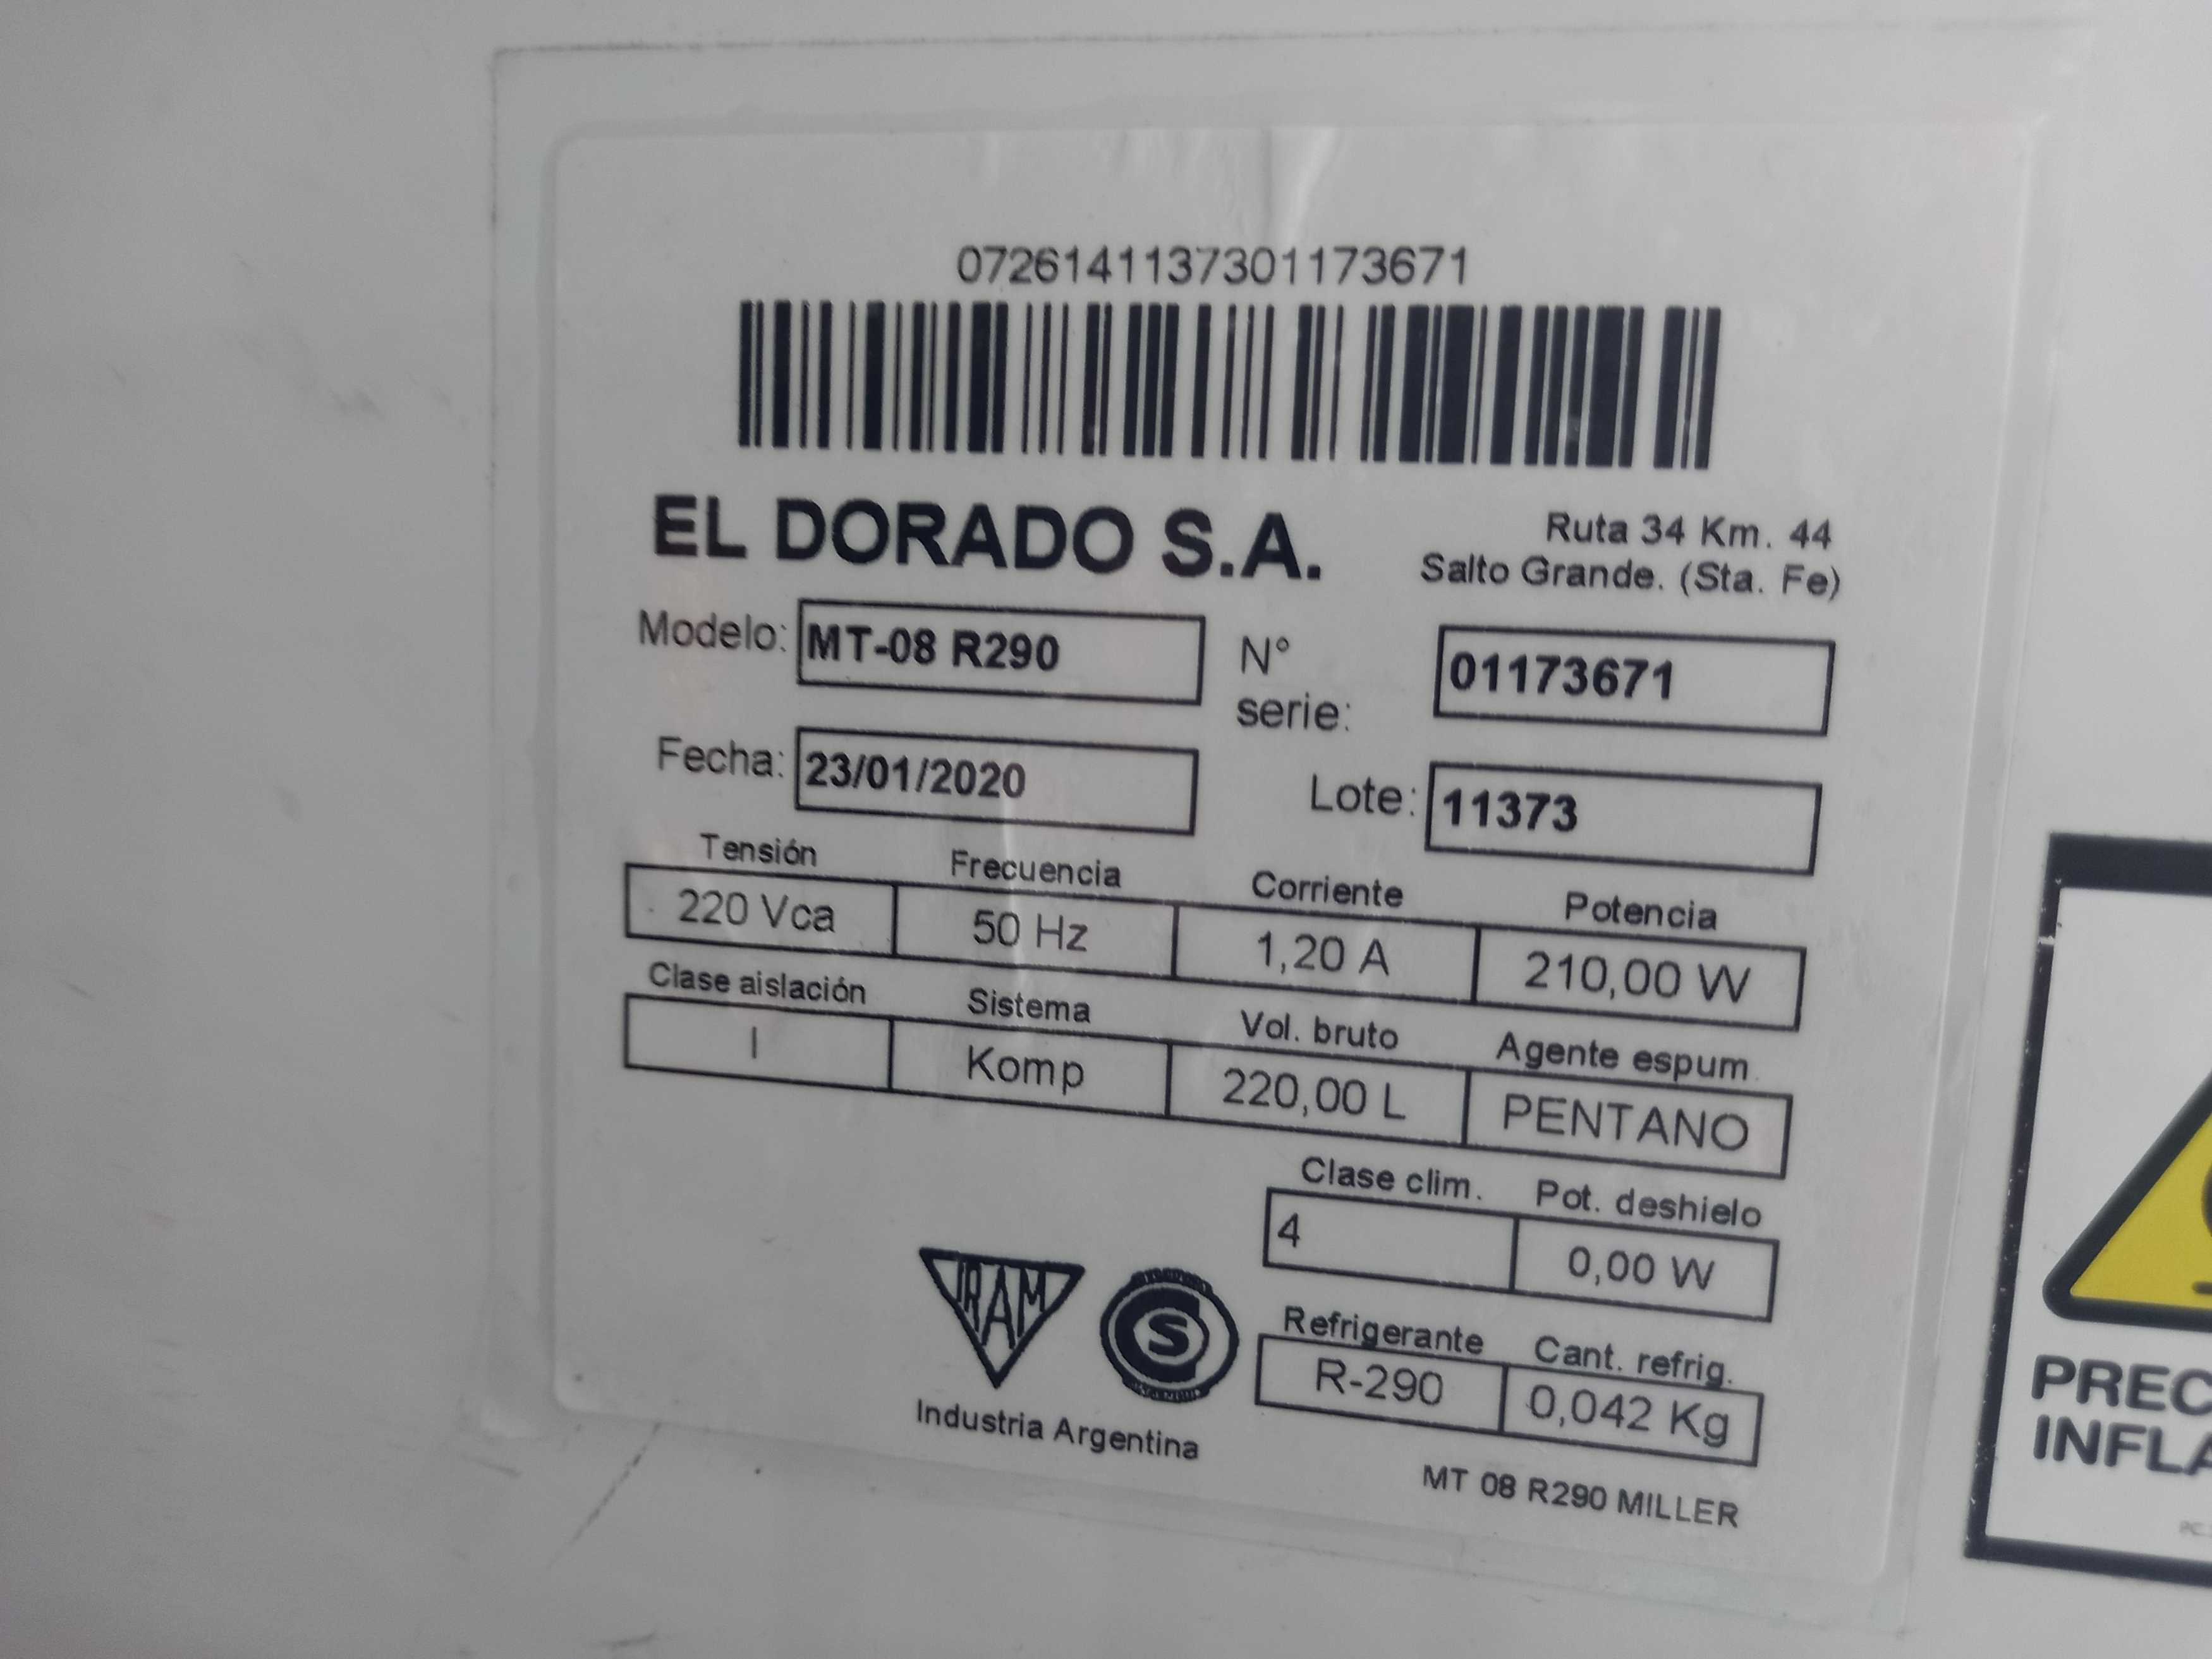 0726141137301173671
EL DORADO S.A.
Ruta 34 Km. 44
Salto Grande. (Sta. Fe)
Modelo: MT-08 R290
N° serie: 01173671
Fecha: 23/01/2020
Lote: 11373
Tensión Frecuencia Corriente Potencia
220 Vca 50 Hz 1,20 A 210,00 W
Clase aislación Sistema Vol. bruto Agente espum.
I Komp 220,00 L PENTANO
Clase clim. Pot. deshielo
4 0,00 W
Refrigerante Cant. refrig.
R-290 0,042 Kg
IRAM
S
Industria Argentina
MT 08 R290 MILLER
PREC
INFLA